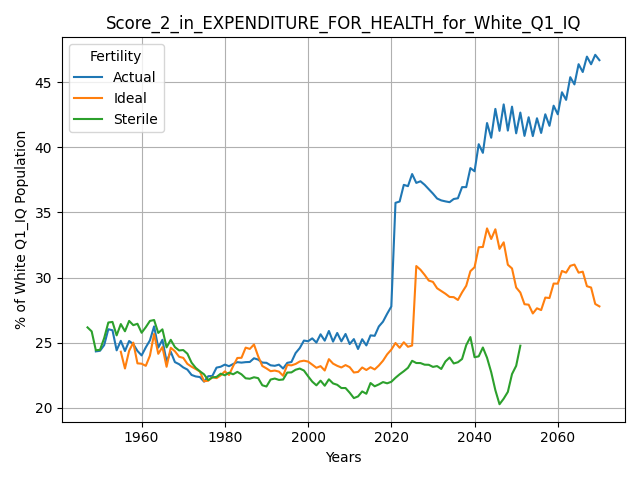 Score_2_in_EXPENDITURE_FOR_HEALTH_for_White_Q1_IQ
Fertility
Actual
Ideal
Sterile
% of White Q1_IQ Population
45
40
35
30
25
20
1960
1980
2000
2020
2040
2060
Years